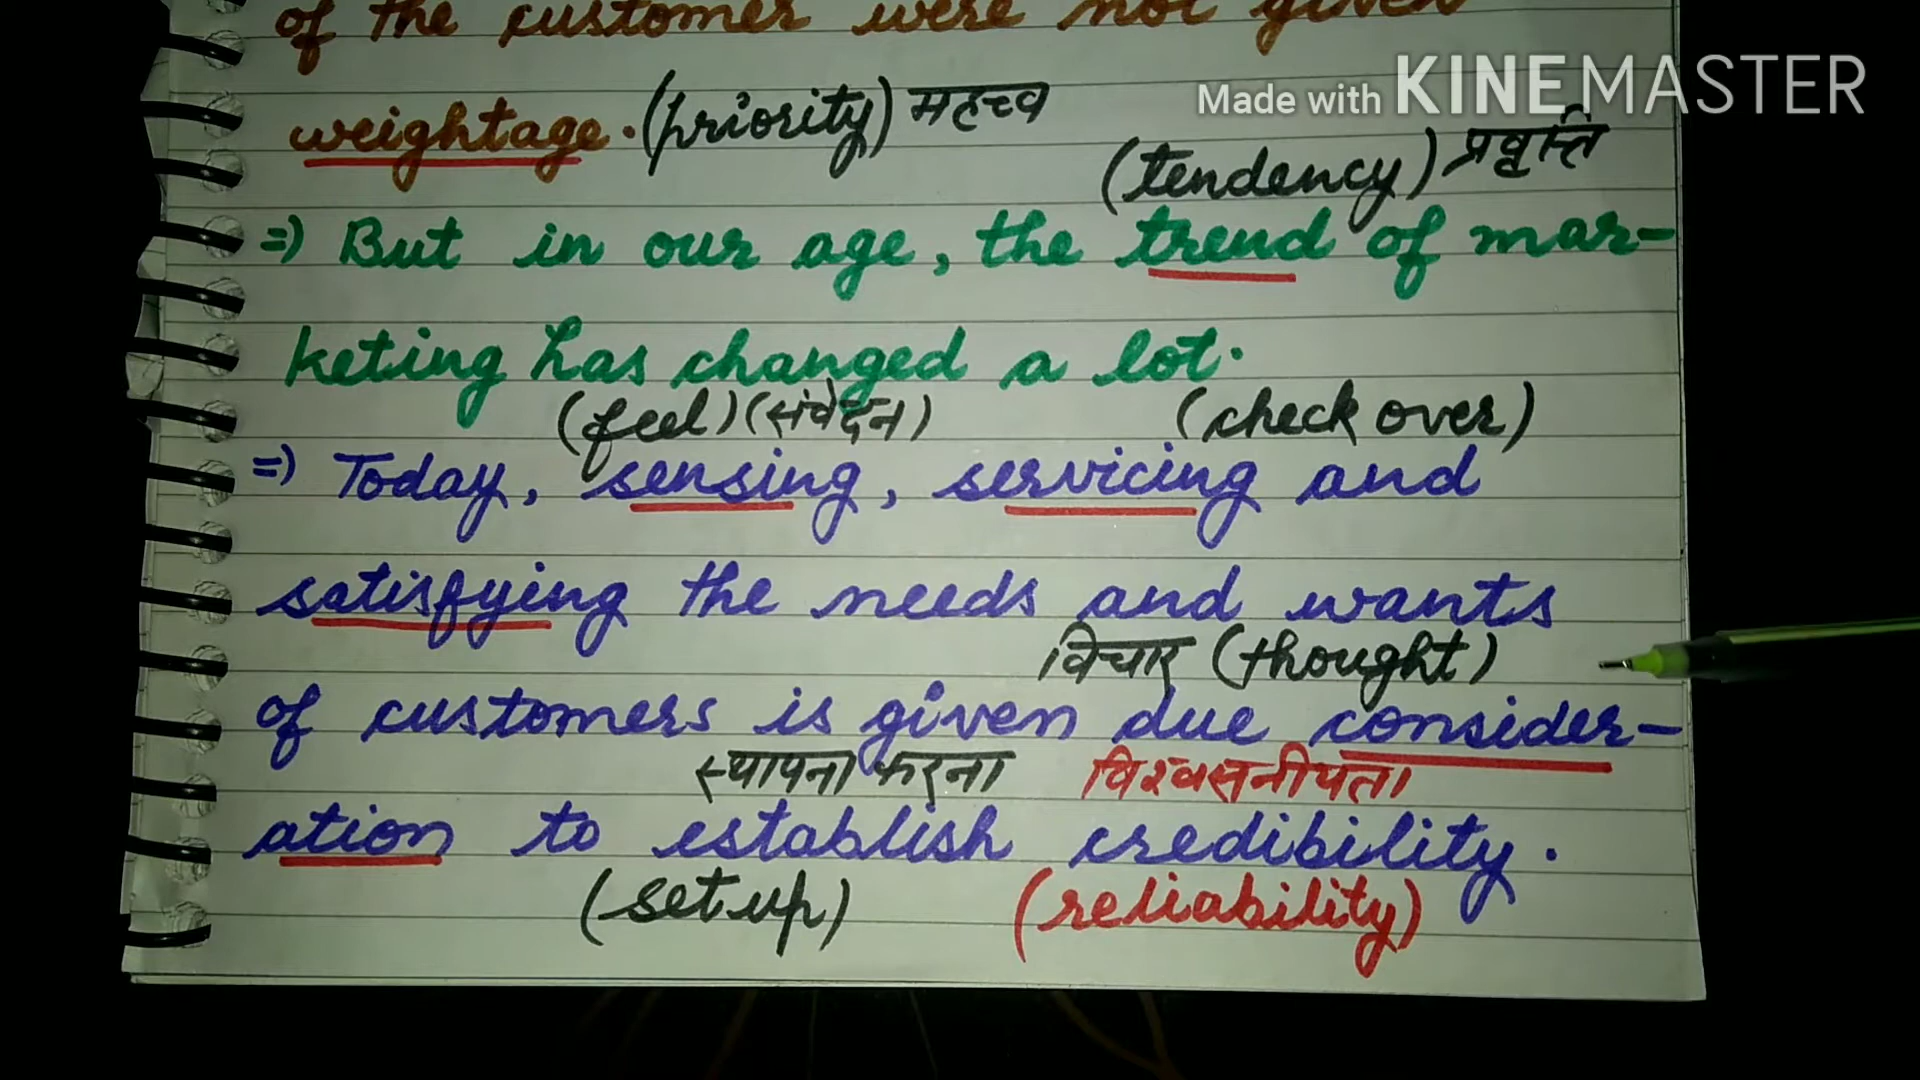 of the customer were not given
Made with KINEMASTER
weightage. (priority) महत्त्व
(tendency) प्रवृत्ति
=) But in our age, the trend of mar-
keting has changed a lot.
(feel) (संवेदन) (check over)
=) Today, sensing, servicing and
satisfying the needs and wants
विचार (thought)
of customers is given due consider-
स्थापना करना विश्वसनीयता
ation to establish credibility.
(set up) (reliability)